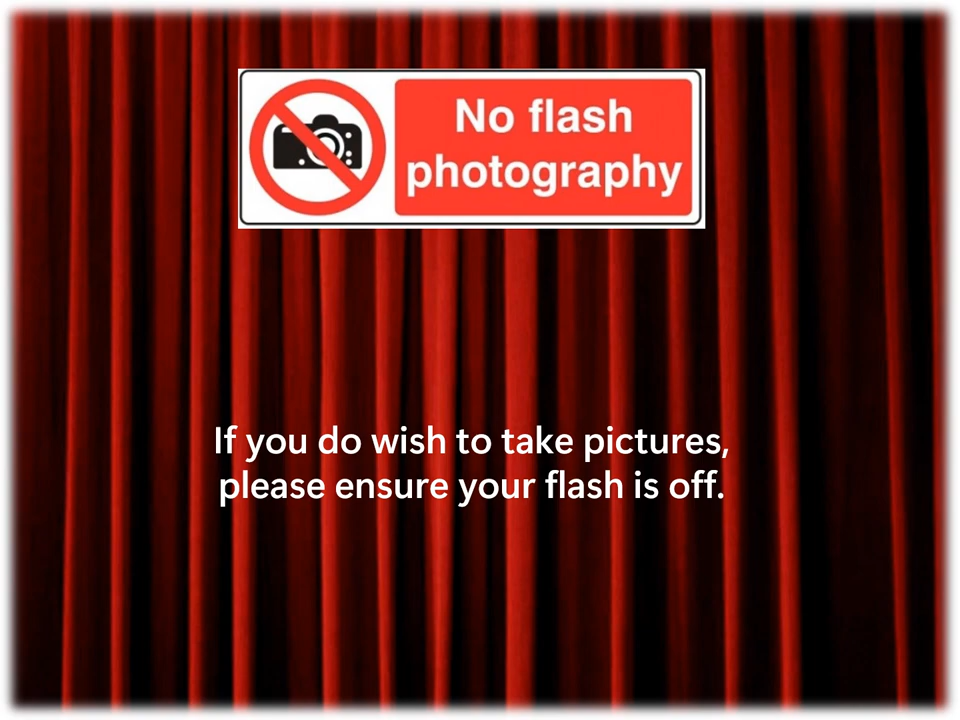 No flash
photography
If you do wish to take pictures,
please ensure your flash is off.